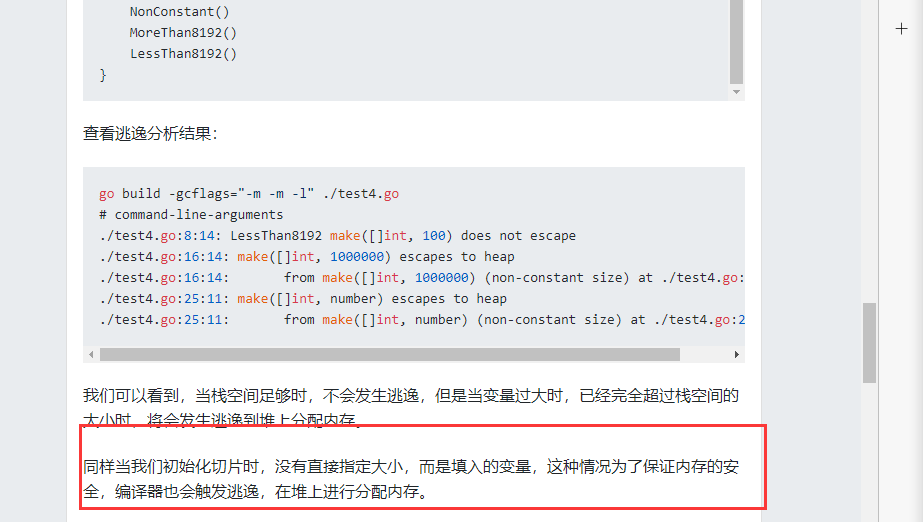 NonConstant()
MoreThan8192()
LessThan8192()
}
查看逃逸分析结果：
go build -gcflags="-m -m -l" ./test4.go
# command-line-arguments
./test4.go:8:14: LessThan8192 make([]int, 100) does not escape
./test4.go:16:14: make([]int, 1000000) escapes to heap
./test4.go:16:14: from make([]int, 1000000) (non-constant size) at ./test4.go:
./test4.go:25:11: make([]int, number) escapes to heap
./test4.go:25:11: from make([]int, number) (non-constant size) at ./test4.go:2
我们可以看到，当栈空间足够时，不会发生逃逸，但是当变量过大时，已经完全超过栈空间的
大小时，将会发生逃逸到堆上分配内存。
同样当我们初始化切片时，没有直接指定大小，而是填入的变量，这种情况为了保证内存的安
全，编译器也会触发逃逸，在堆上进行分配内存。